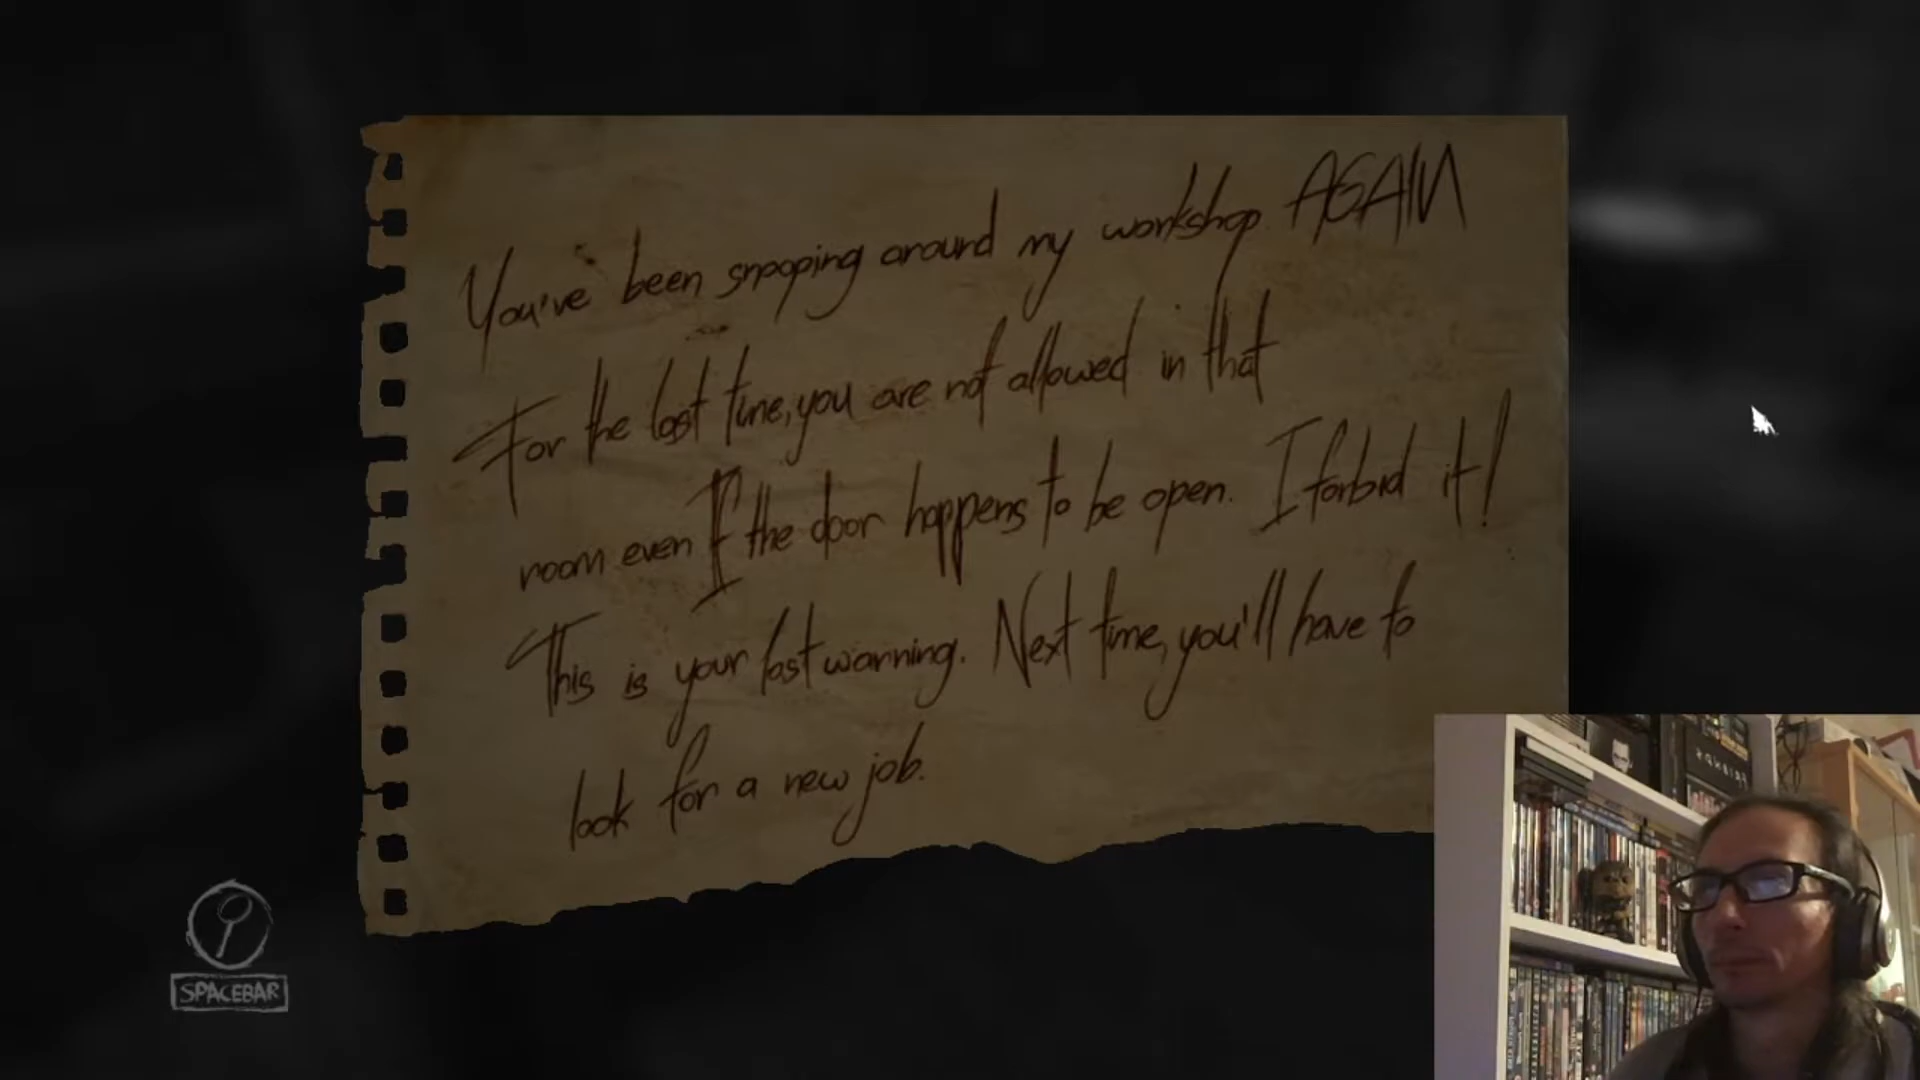 You've been snooping around my workshop AGAIN
For the last time, you are not allowed in that
room even If the door happens to be open. I forbid it!
This is your last warning. Next time, you'll have to
look for a new job.
SPACEBAR